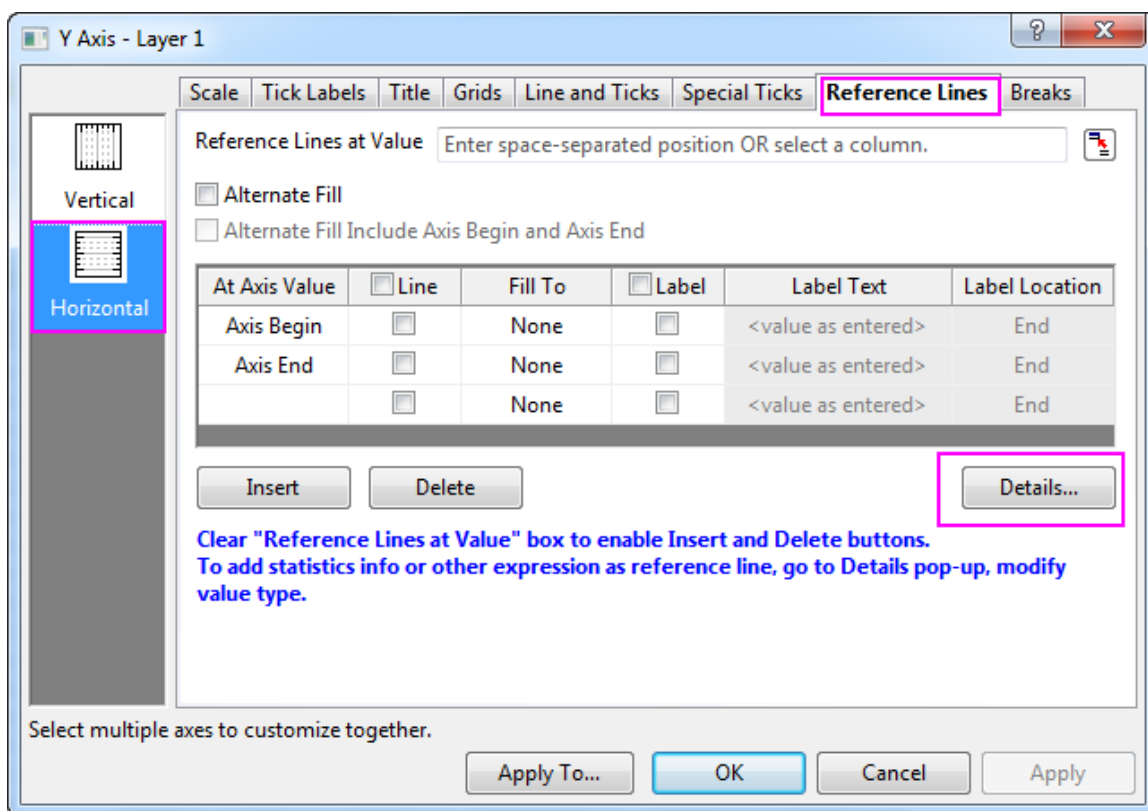 Y Axis - Layer 1
?
Scale Tick Labels Title Grids Line and Ticks Special Ticks Reference Lines Breaks
Vertical
Horizontal
Reference Lines at Value Enter space-separated position OR select a column.
Alternate Fill
Alternate Fill Include Axis Begin and Axis End
At Axis Value Line Fill To Label Label Text Label Location
Axis Begin None <value as entered> End
Axis End None <value as entered> End
None <value as entered> End
Insert Delete Details...
Clear "Reference Lines at Value" box to enable Insert and Delete buttons.
To add statistics info or other expression as reference line, go to Details pop-up, modify
value type.
Select multiple axes to customize together.
Apply To... OK Cancel Apply